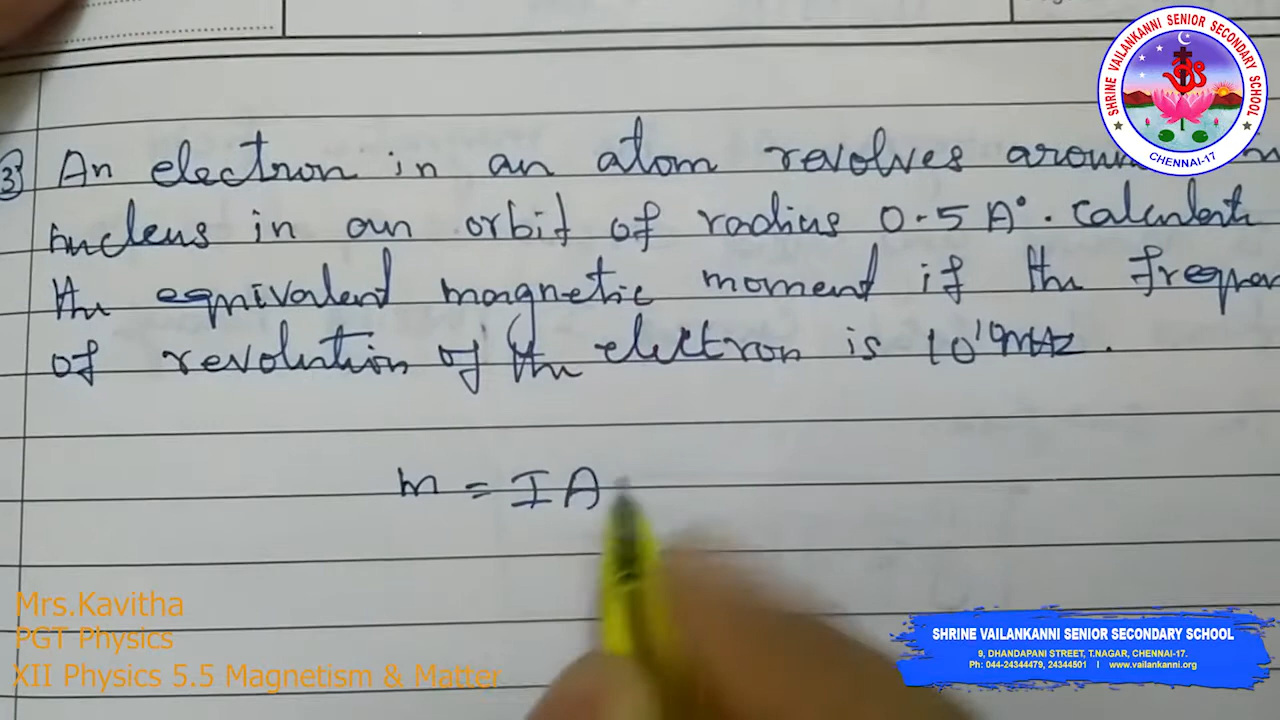 3) An electron in an atom revolves around
nucleus in an orbit of radius 0.5 A°. Calculate
the equivalent magnetic moment if the
of revolution of the electron is 10¹⁰ MHz.
m = IA
SHRINE VAILANKANNI SENIOR SECONDARY SCHOOL
CHENNAI-17
Mrs.Kavitha
PGT Physics
XII Physics 5.5 Magnetism & Matter
SHRINE VAILANKANNI SENIOR SECONDARY SCHOOL
9, DHANDAPANI STREET, T.NAGAR, CHENNAI-17.
Ph: 044-24344479, 24344501 | www.vailankanni.org